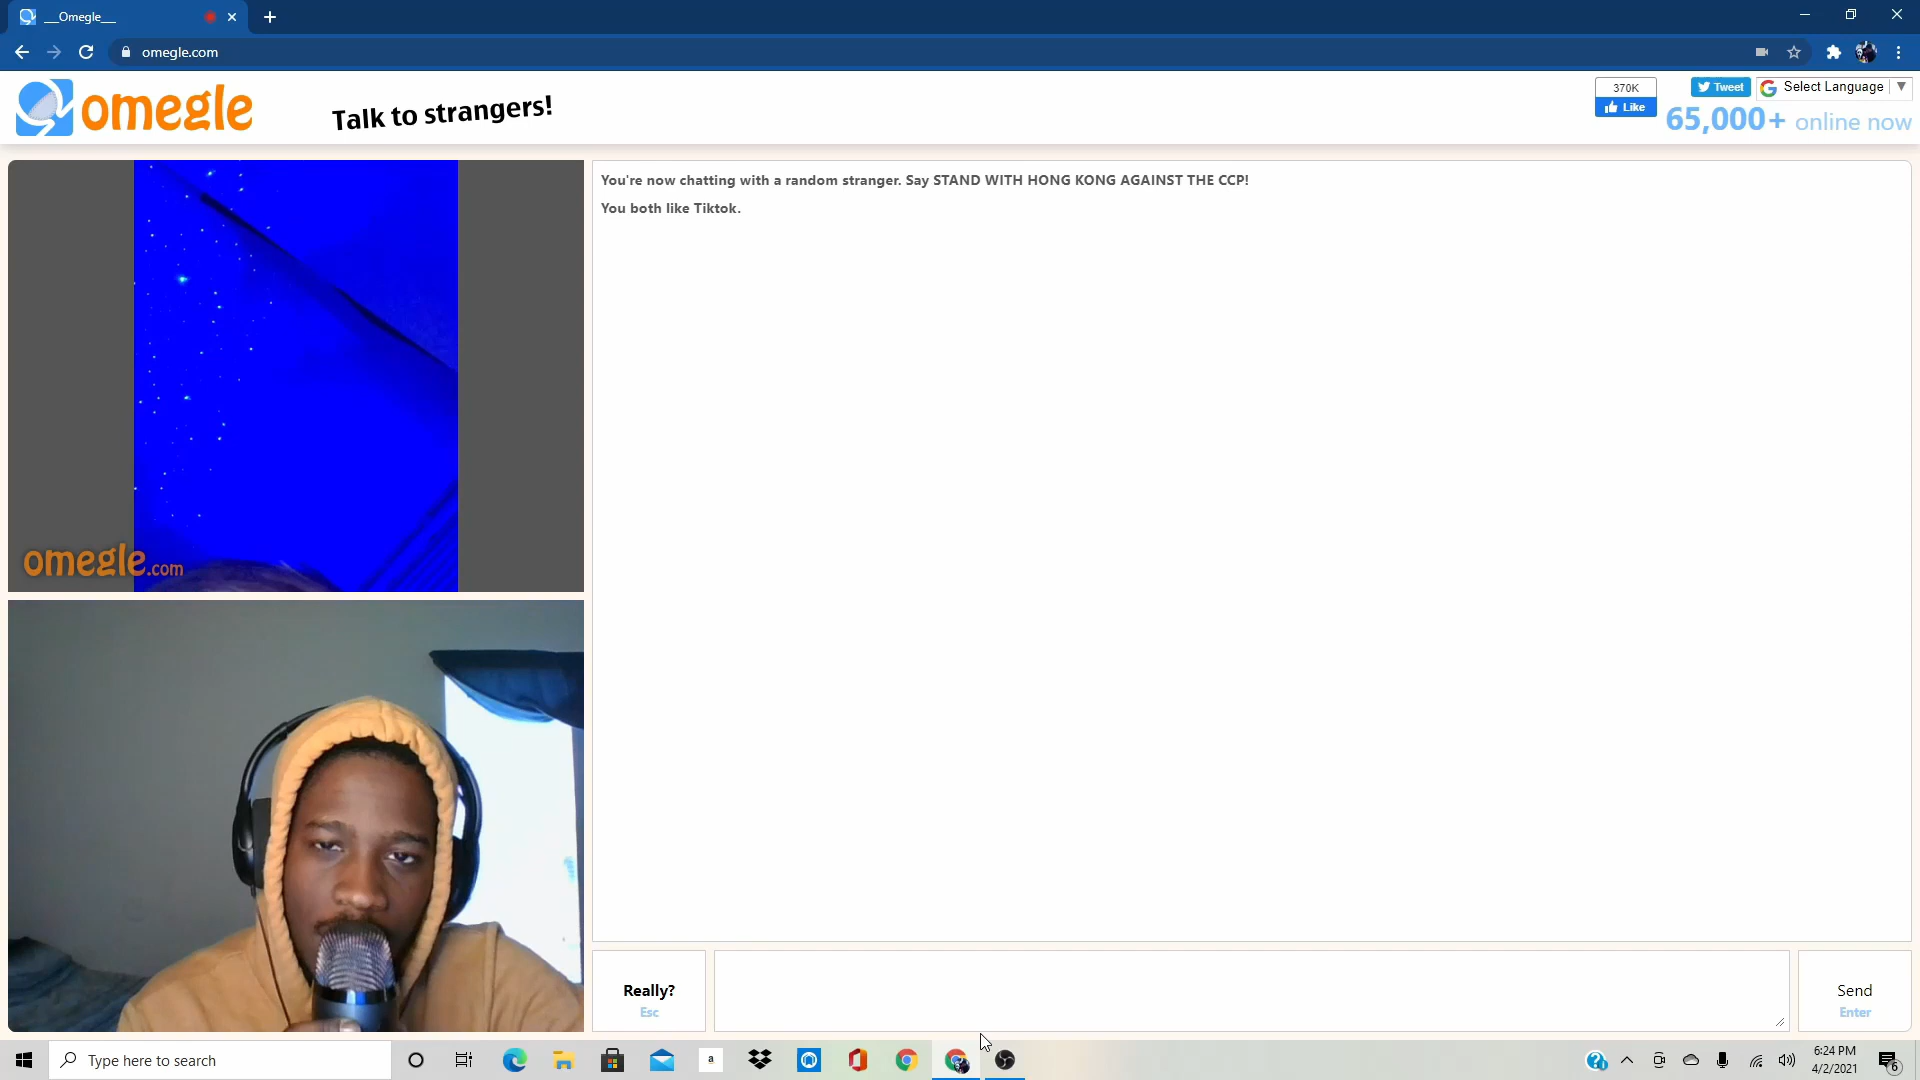 __Omegle__
omegle.com
omegle
Talk to strangers!
370K
Like
Tweet
Select Language
65,000+ online now
You're now chatting with a random stranger. Say STAND WITH HONG KONG AGAINST THE CCP!
You both like Tiktok.
omegle.com
Really?
Esc
Send
Enter
Type here to search
a
6:24 PM
4/2/2021
6